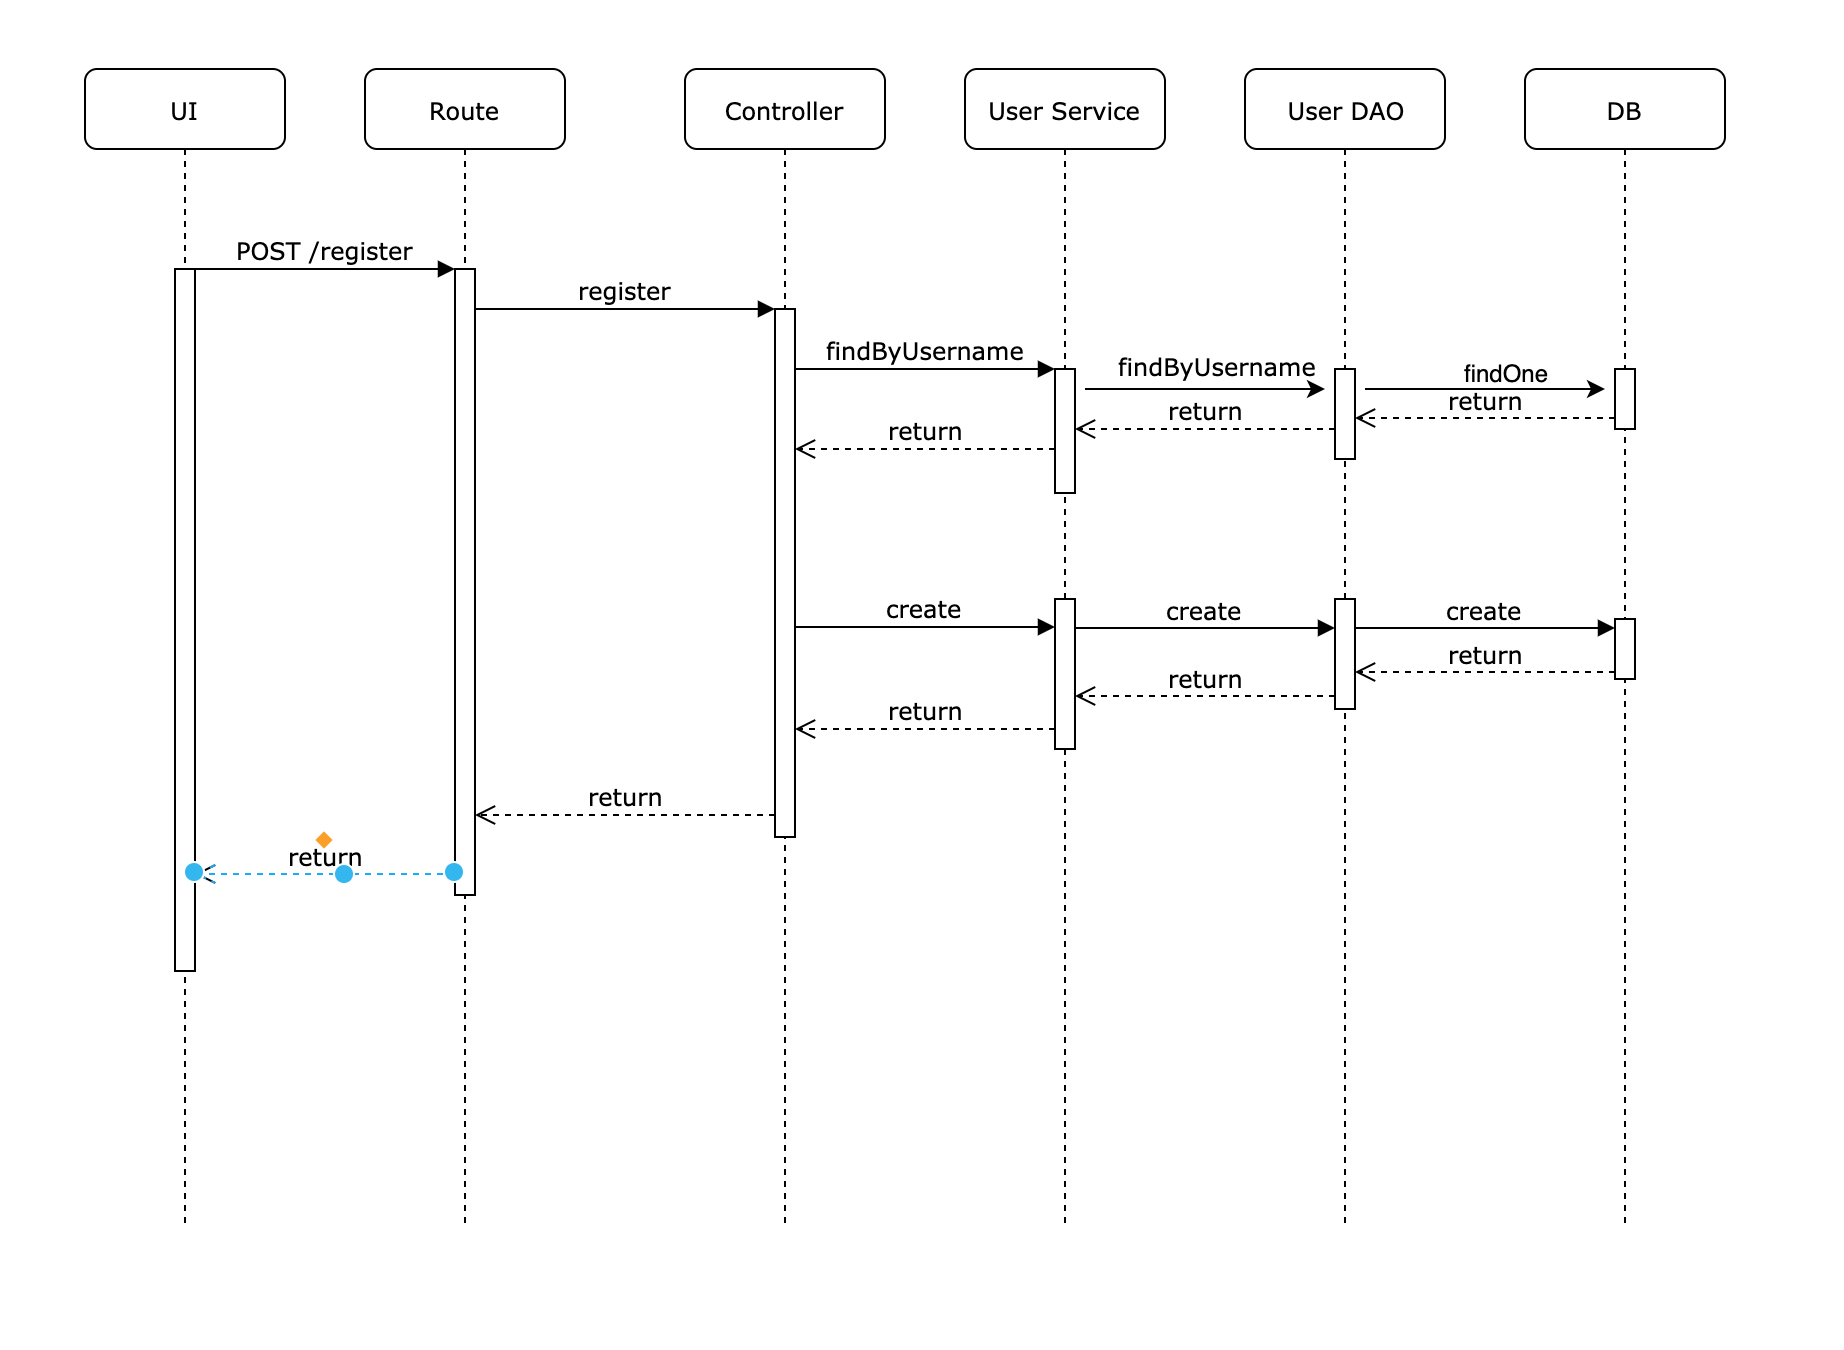 UI
Route
Controller
User Service
User DAO
DB
POST /register
register
findByUsername
findByUsername
findOne
return
return
return
create
create
create
return
return
return
return
return